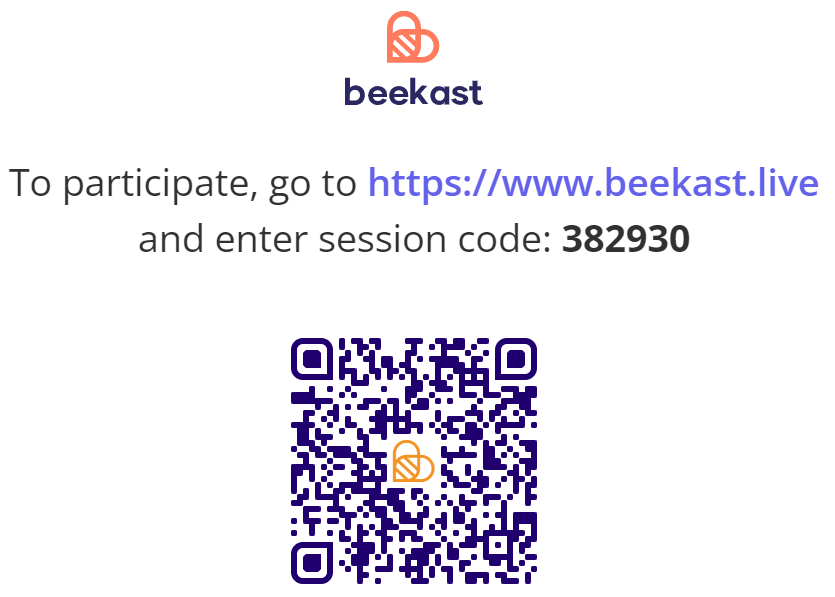 beekast
To participate, go to https://www.beekast.live
and enter session code: 382930